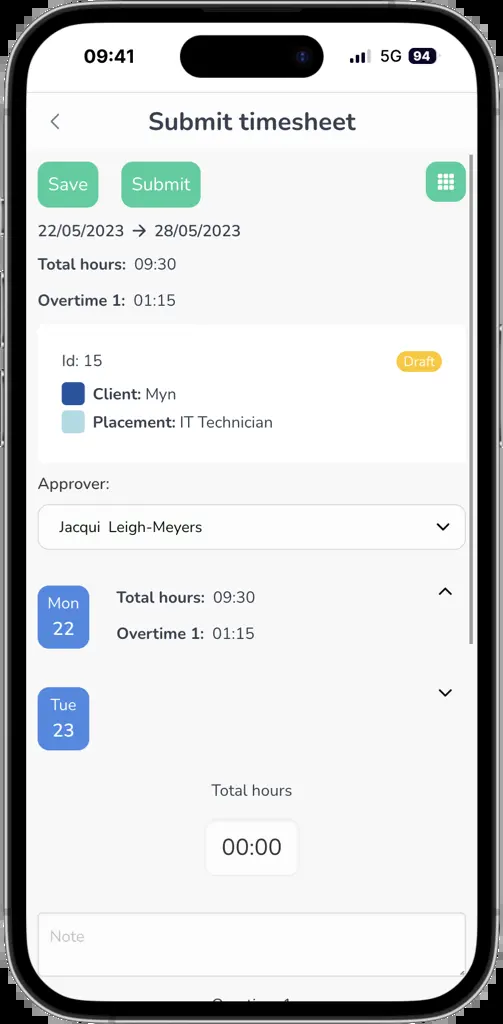 09:41 5G 94
Submit timesheet
Save Submit
22/05/2023 → 28/05/2023
Total hours: 09:30
Overtime 1: 01:15
Id: 15 Draft
Client: Myn
Placement: IT Technician
Approver:
Jacqui Leigh-Meyers
Mon
22
Total hours: 09:30
Overtime 1: 01:15
Tue
23
Total hours
00:00
Note